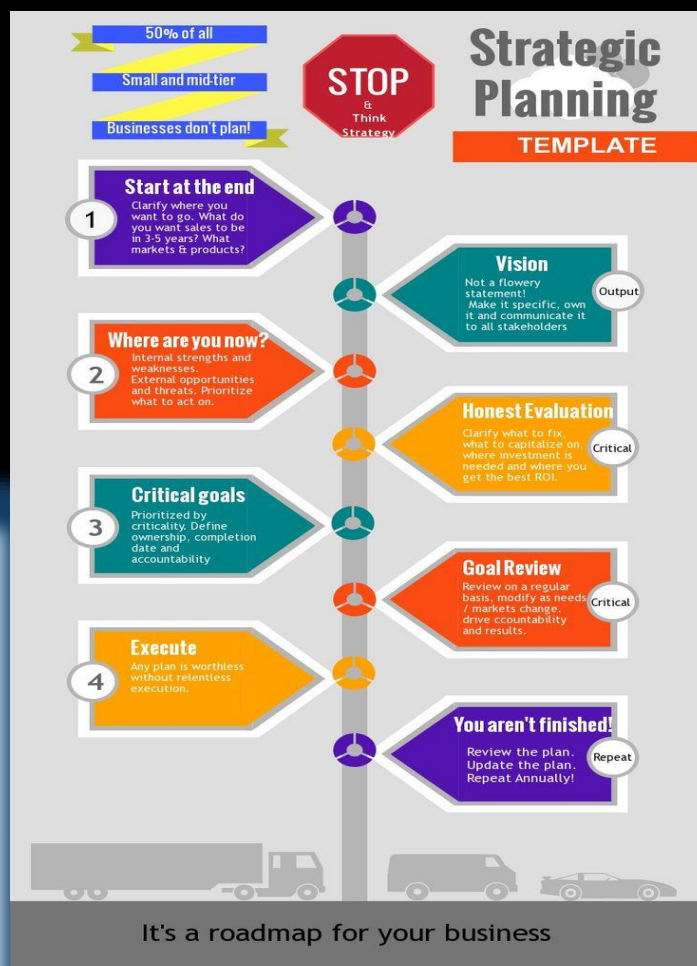 50% of all
Small and mid-tier
Businesses don't plan!
STOP
&
Think
Strategy
Strategic
Planning
TEMPLATE
1
Start at the end
Clarify where you
want to go. What do
you want sales to be
in 3-5 years? What
markets & products?
Vision
Not a flowery
statement!
Make it specific, own
it and communicate it
to all stakeholders
Output
2
Where are you now?
Internal strengths and
weaknesses.
External opportunities
and threats. Prioritize
what to act on.
Honest Evaluation
Clarify what to fix,
what to capitalize on,
where investment is
needed and where you
get the best ROI.
Critical
3
Critical goals
Prioritized by
criticality. Define
ownership, completion
date and
accountability
Goal Review
Review on a regular
basis, modify as needs
/ markets change,
drive ccountability
and results.
Critical
4
Execute
Any plan is worthless
without relentless
execution.
You aren't finished!
Review the plan.
Update the plan.
Repeat Annually!
Repeat
It's a roadmap for your business